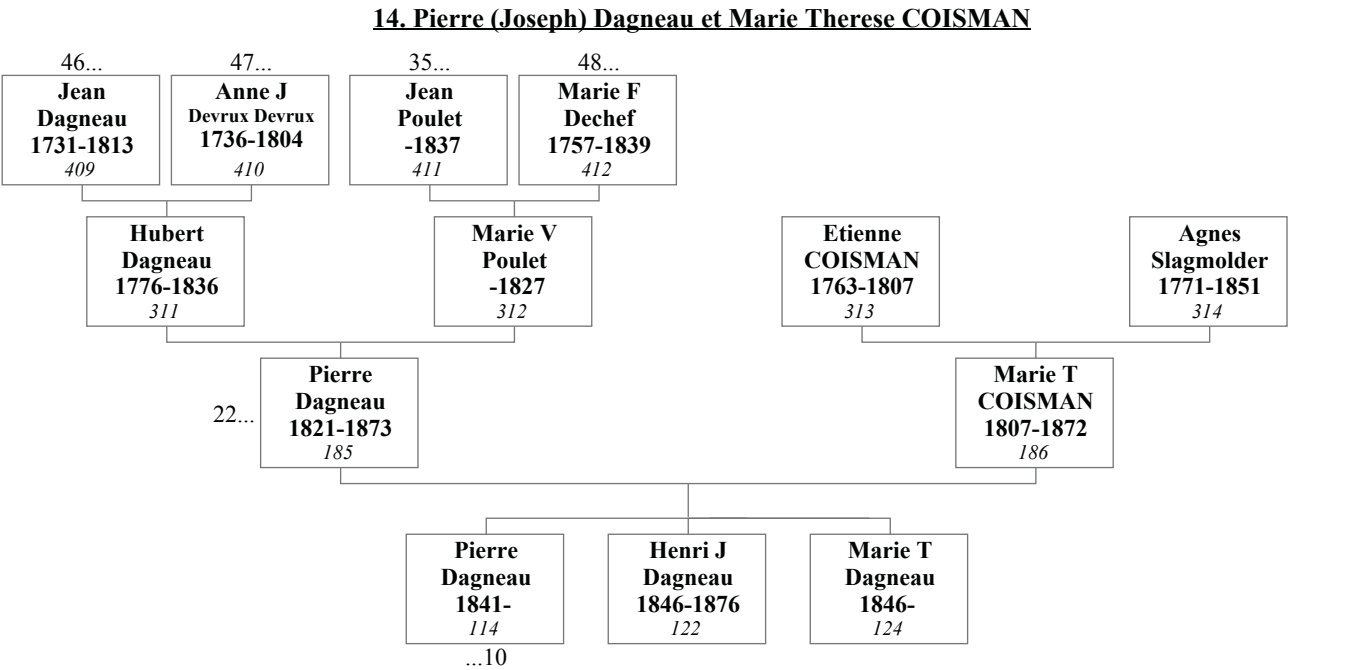 14. Pierre (Joseph) Dagneau et Marie Therese COISMAN
46...
Jean
Dagneau
1731-1813
409
47...
Anne J
Devrux Devrux
1736-1804
410
35...
Jean
Poulet
-1837
411
48...
Marie F
Dechef
1757-1839
412
Hubert
Dagneau
1776-1836
311
Marie V
Poulet
-1827
312
Etienne
COISMAN
1763-1807
313
Agnes
Slagmolder
1771-1851
314
22...
Pierre
Dagneau
1821-1873
185
Marie T
COISMAN
1807-1872
186
Pierre
Dagneau
1841-
114
...10
Henri J
Dagneau
1846-1876
122
Marie T
Dagneau
1846-
124